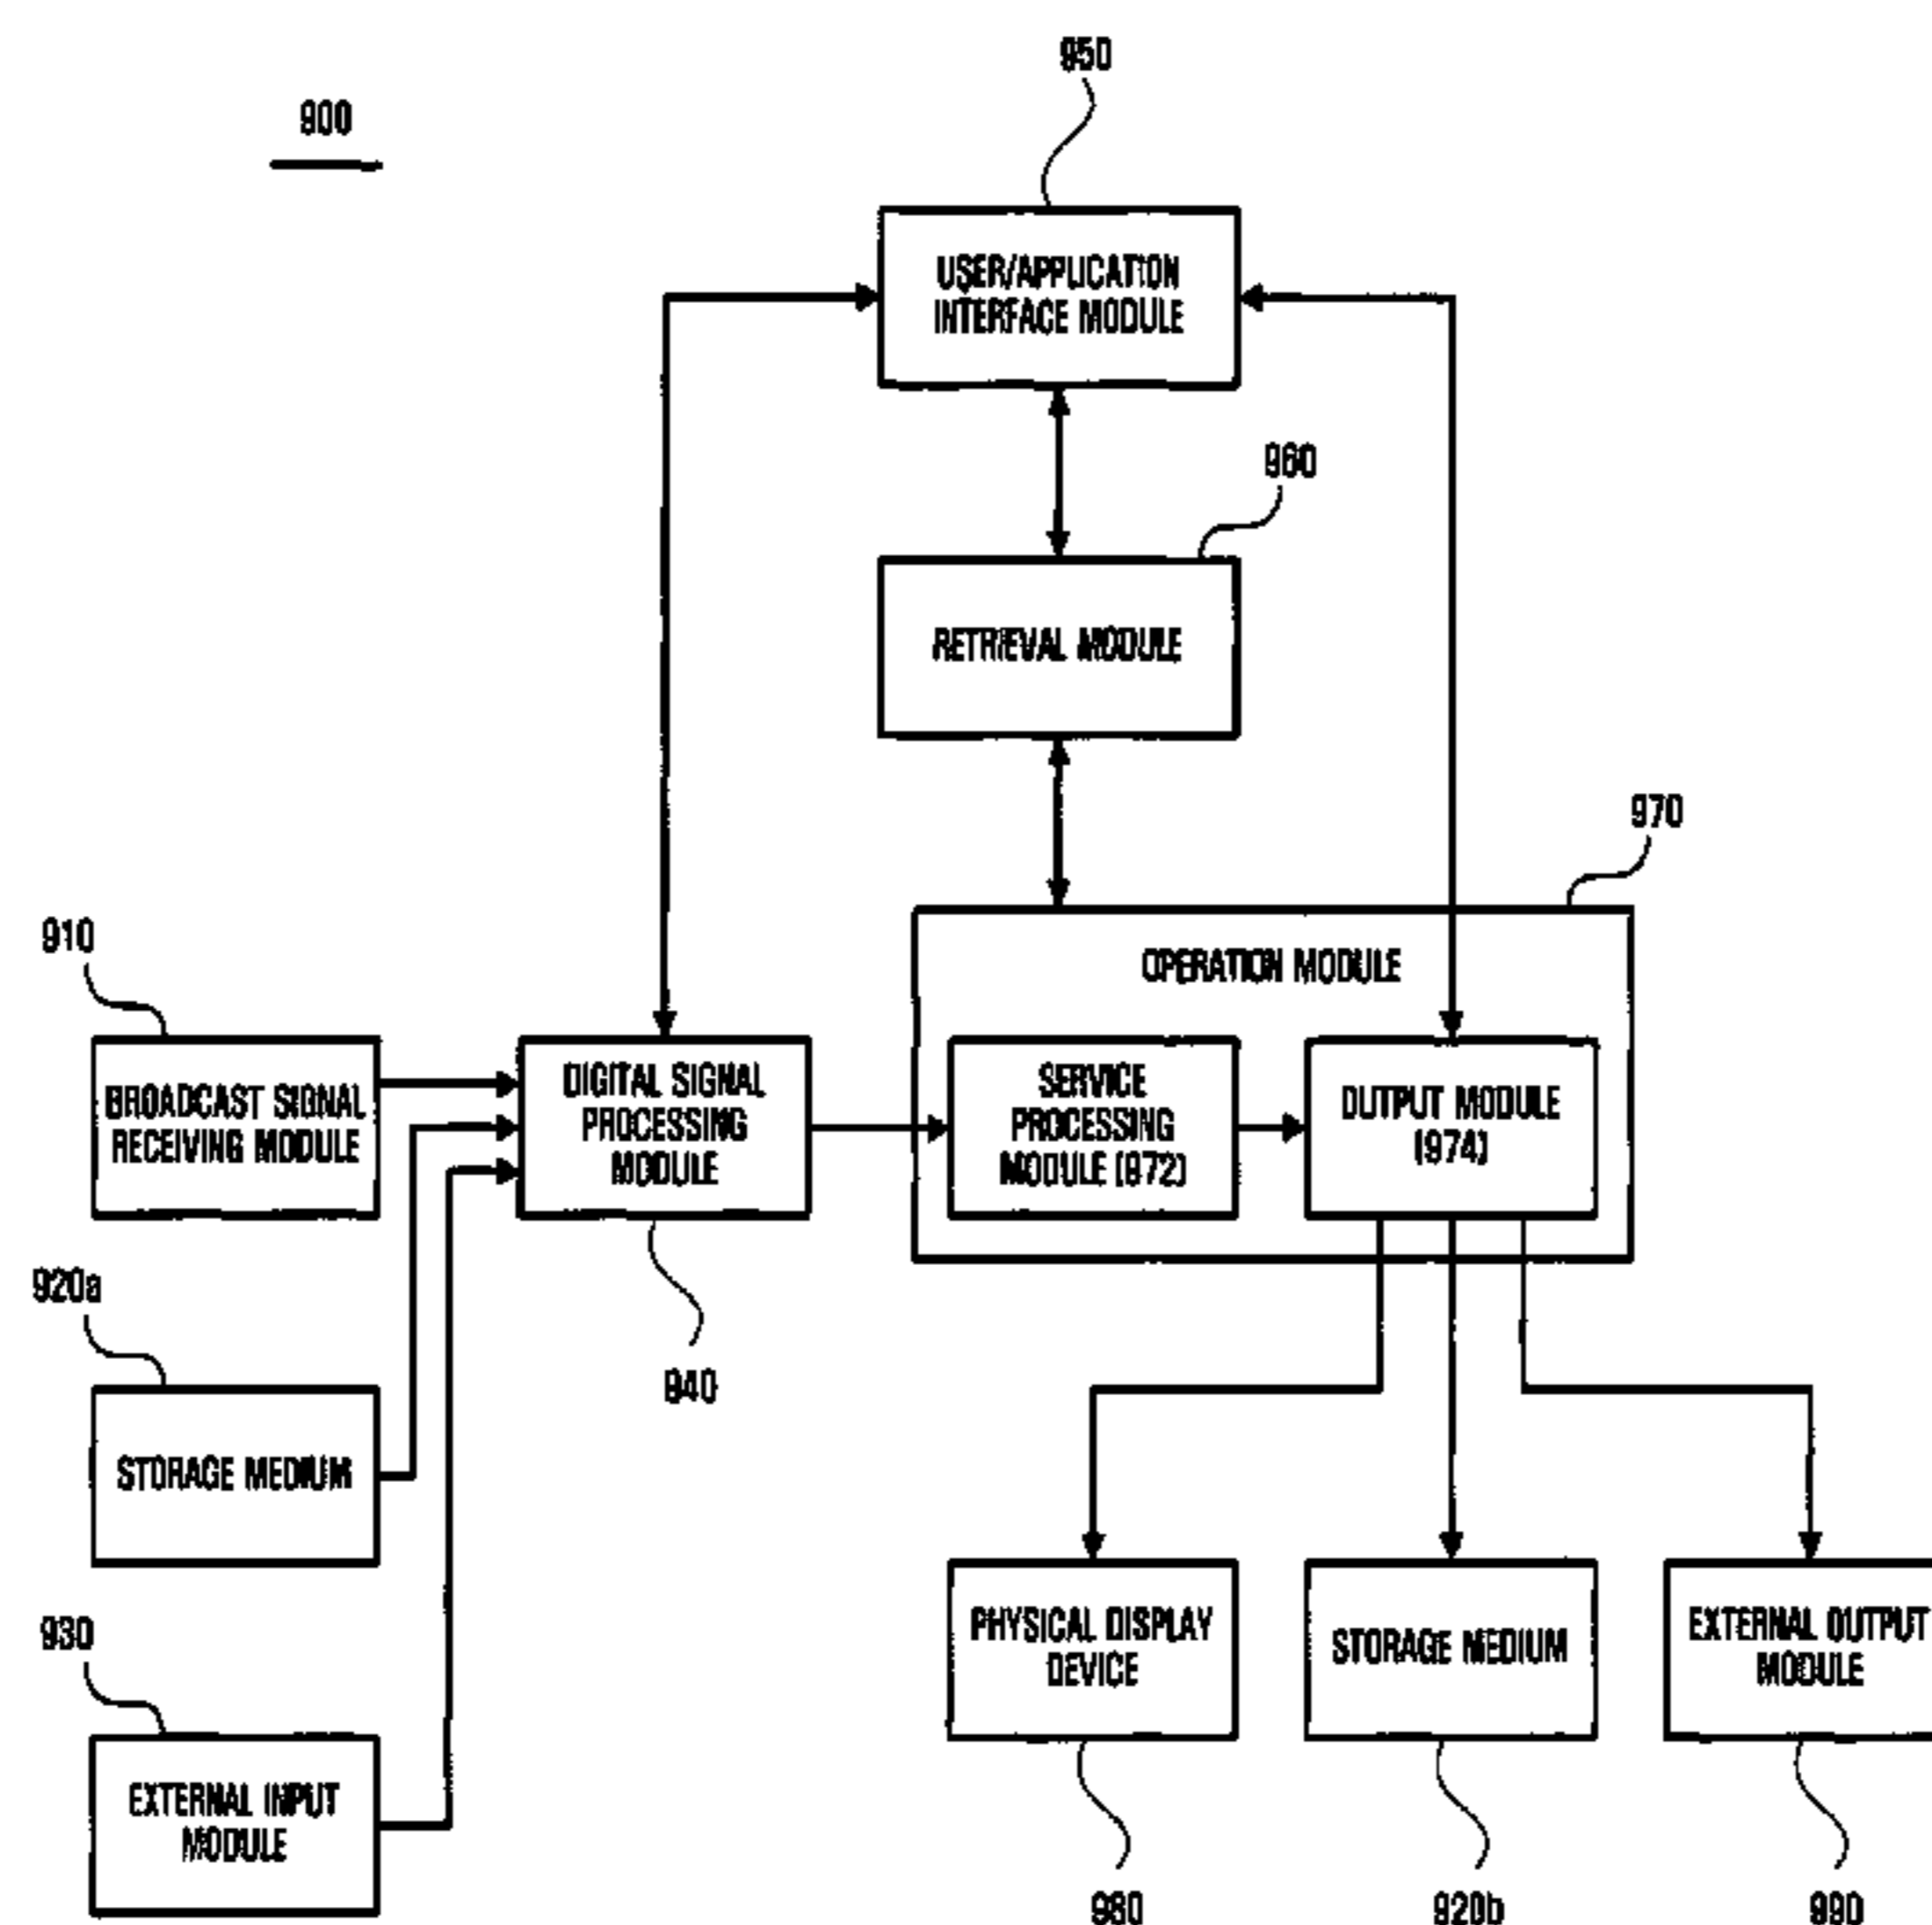 950
900
USER/APPLICATION
INTERFACE MODULE
960
RETRIEVAL MODULE
970
910
OPERATION MODULE
BROADCAST SIGNAL
RECEIVING MODULE
DIGITAL SIGNAL
PROCESSING
MODULE
SERVICE
PROCESSING
MODULE (972)
OUTPUT MODULE
(974)
920a
940
STORAGE MEDIUM
930
PHYSICAL DISPLAY
DEVICE
STORAGE MEDIUM
EXTERNAL OUTPUT
MODULE
EXTERNAL INPUT
MODULE
980
920b
990